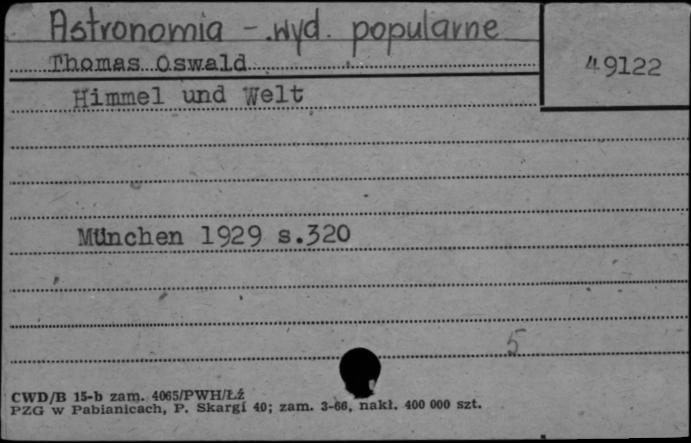 Astronomia - wyd. popularne
Thomas Oswald
49122
Himmel und Welt
München 1929 s.320
5
CWD/B 15-b zam. 4065/PWH/Łź
PZG w Pabianicach, P. Skargi 40; zam. 3-66, nakł. 400 000 szt.